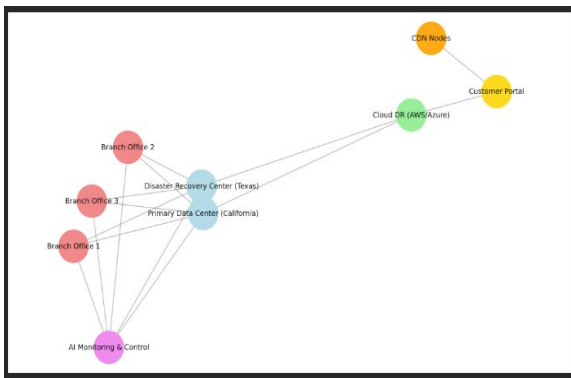 CDN Nodes
Customer Portal
Cloud DR (AWS/Azure)
Branch Office 2
Disaster Recovery Center (Texas)
Branch Office 3
Primary Data Center (California)
Branch Office 1
AI Monitoring & Control